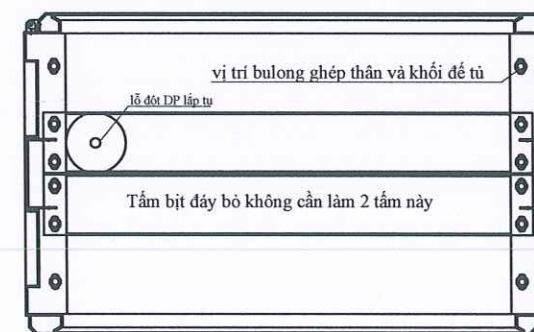 vị trí bulong ghép thân và khối đế tủ
lỗ đột DP lắp tụ
Tấm bịt đáy bỏ không cần làm 2 tấm này